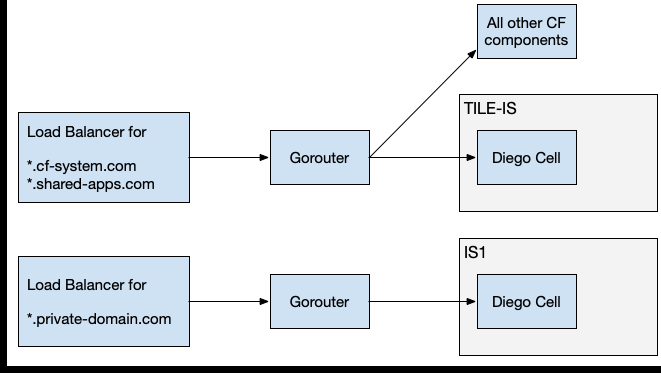 All other CF
components
TILE-IS
Load Balancer for
*.cf-system.com
*.shared-apps.com
Gorouter
Diego Cell
IS1
Load Balancer for
*.private-domain.com
Gorouter
Diego Cell